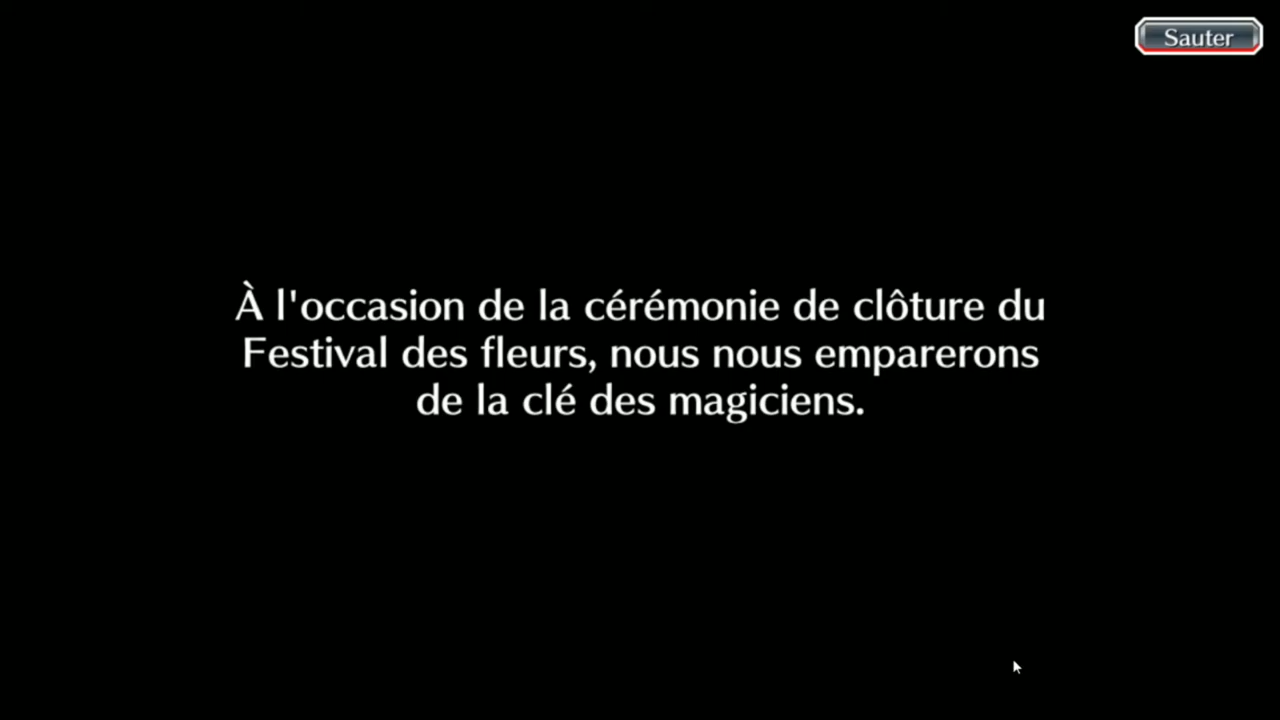 Sauter
À l'occasion de la cérémonie de clôture du
Festival des fleurs, nous nous emparerons
de la clé des magiciens.